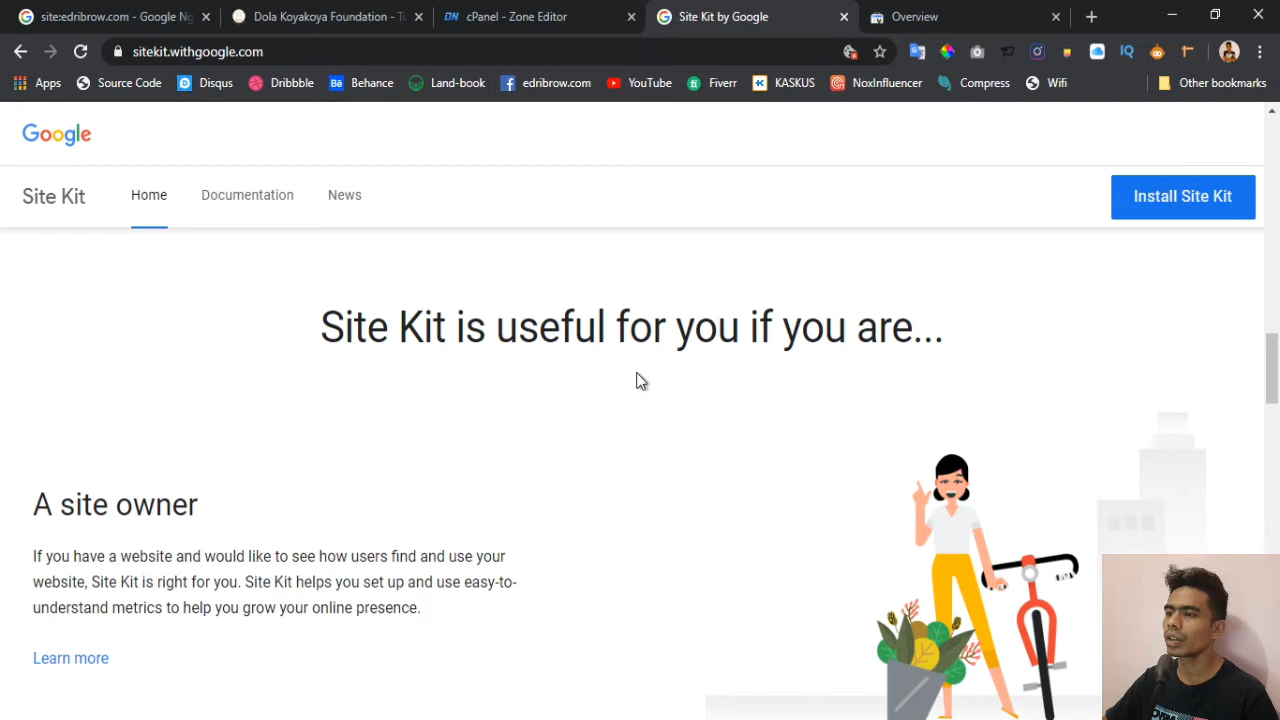 site:edribrow.com - Google Ng
Dola Koyakoya Foundation - To
cPanel - Zone Editor
Site Kit by Google
Overview
sitekit.withgoogle.com
Apps
Source Code
Disqus
Dribbble
Behance
Land-book
edribrow.com
YouTube
Fiverr
KASKUS
NoxInfluencer
Compress
Wifi
Other bookmarks
Google
Site Kit
Home
Documentation
News
Install Site Kit
Site Kit is useful for you if you are...
A site owner
If you have a website and would like to see how users find and use your
website, Site Kit is right for you. Site Kit helps you set up and use easy-to-
understand metrics to help you grow your online presence.
Learn more